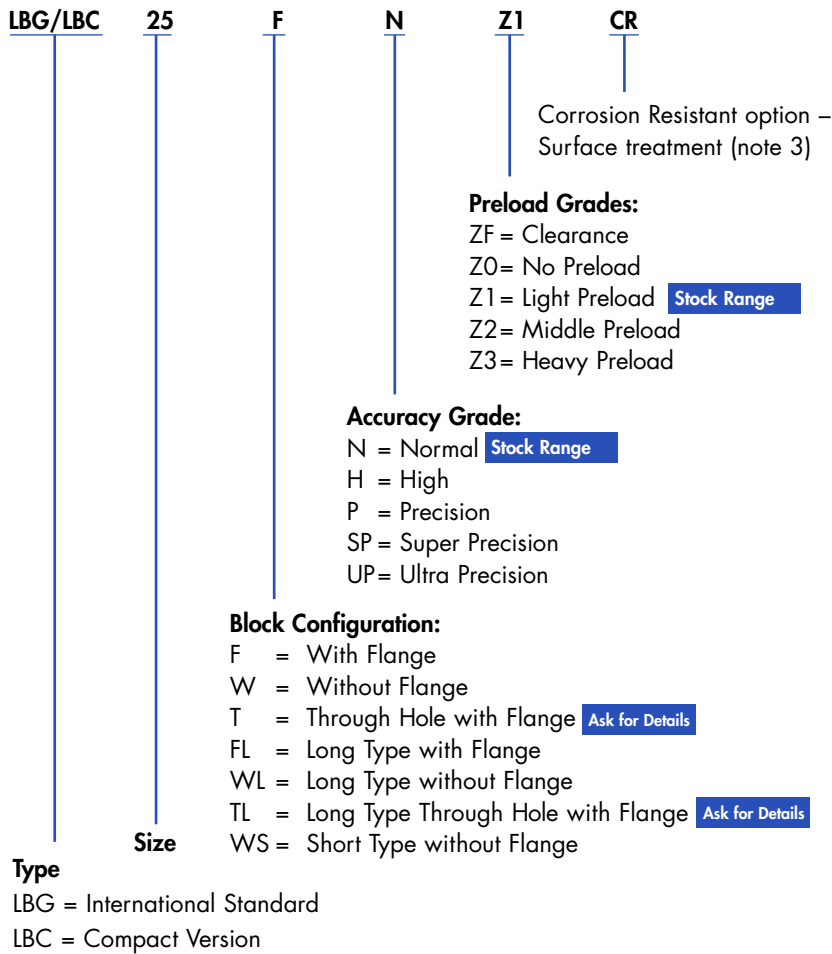 LBG/LBC 25 F N Z1 CR
Corrosion Resistant option –
Surface treatment (note 3)
Preload Grades:
ZF = Clearance
Z0= No Preload
Z1= Light Preload Stock Range
Z2= Middle Preload
Z3= Heavy Preload
Accuracy Grade:
N = Normal Stock Range
H = High
P = Precision
SP = Super Precision
UP= Ultra Precision
Block Configuration:
F = With Flange
W = Without Flange
T = Through Hole with Flange Ask for Details
FL = Long Type with Flange
WL = Long Type without Flange
TL = Long Type Through Hole with Flange Ask for Details
WS = Short Type without Flange
Size
Type
LBG = International Standard
LBC = Compact Version